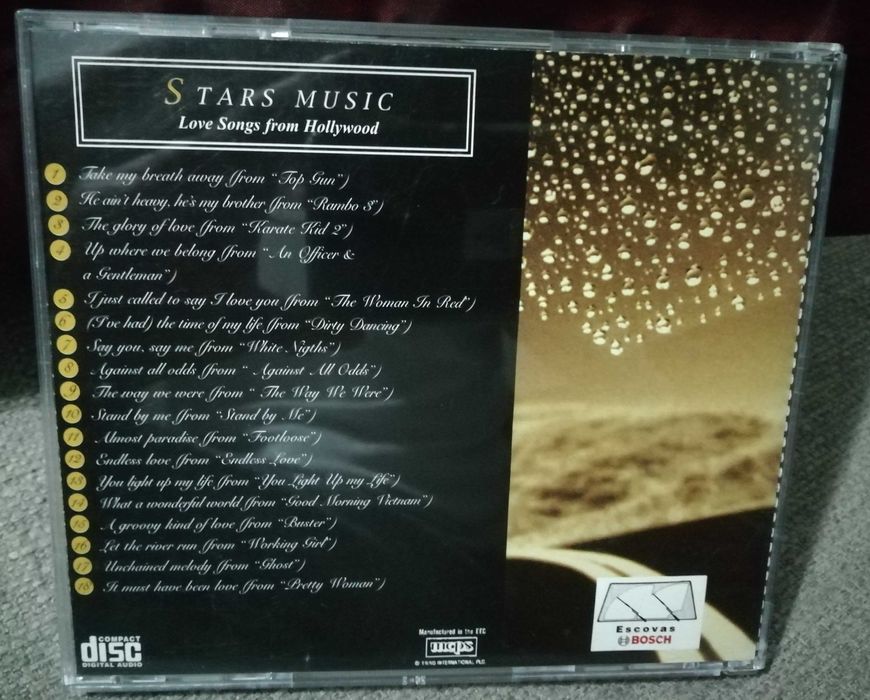 STARS MUSIC
Love Songs from Hollywood
1 Take my breath away (from "Top Gun")
2 He ain't heavy, he's my brother (from "Rambo 3")
3 The glory of love (from "Karate Kid 2")
4 Up where we belong (from "An Officer &
a Gentleman")
5 I just called to say I love you (from "The Woman In Red")
6 (I've had) the time of my life (from "Dirty Dancing")
7 Say you, say me (from "White Nigths")
8 Against all odds (from " Against All Odds")
9 The way we were (from " The Way We Were")
10 Stand by me (from "Stand by Me")
11 Almost paradise (from "Footloose")
12 Endless love (from "Endless Love")
13 You light up my life (from "You Light Up my Life")
14 What a wonderful world (from "Good Morning Vietnam")
15 A groovy kind of love (from "Buster")
16 Let the river run (from "Working Girl")
17 Unchained melody (from "Ghost")
18 It must have been love (from "Pretty Woman")
COMPACT
disc
DIGITAL AUDIO
Manufactured in the EEC
mcps
INTERNATIONAL PLC
Escovas
BOSCH